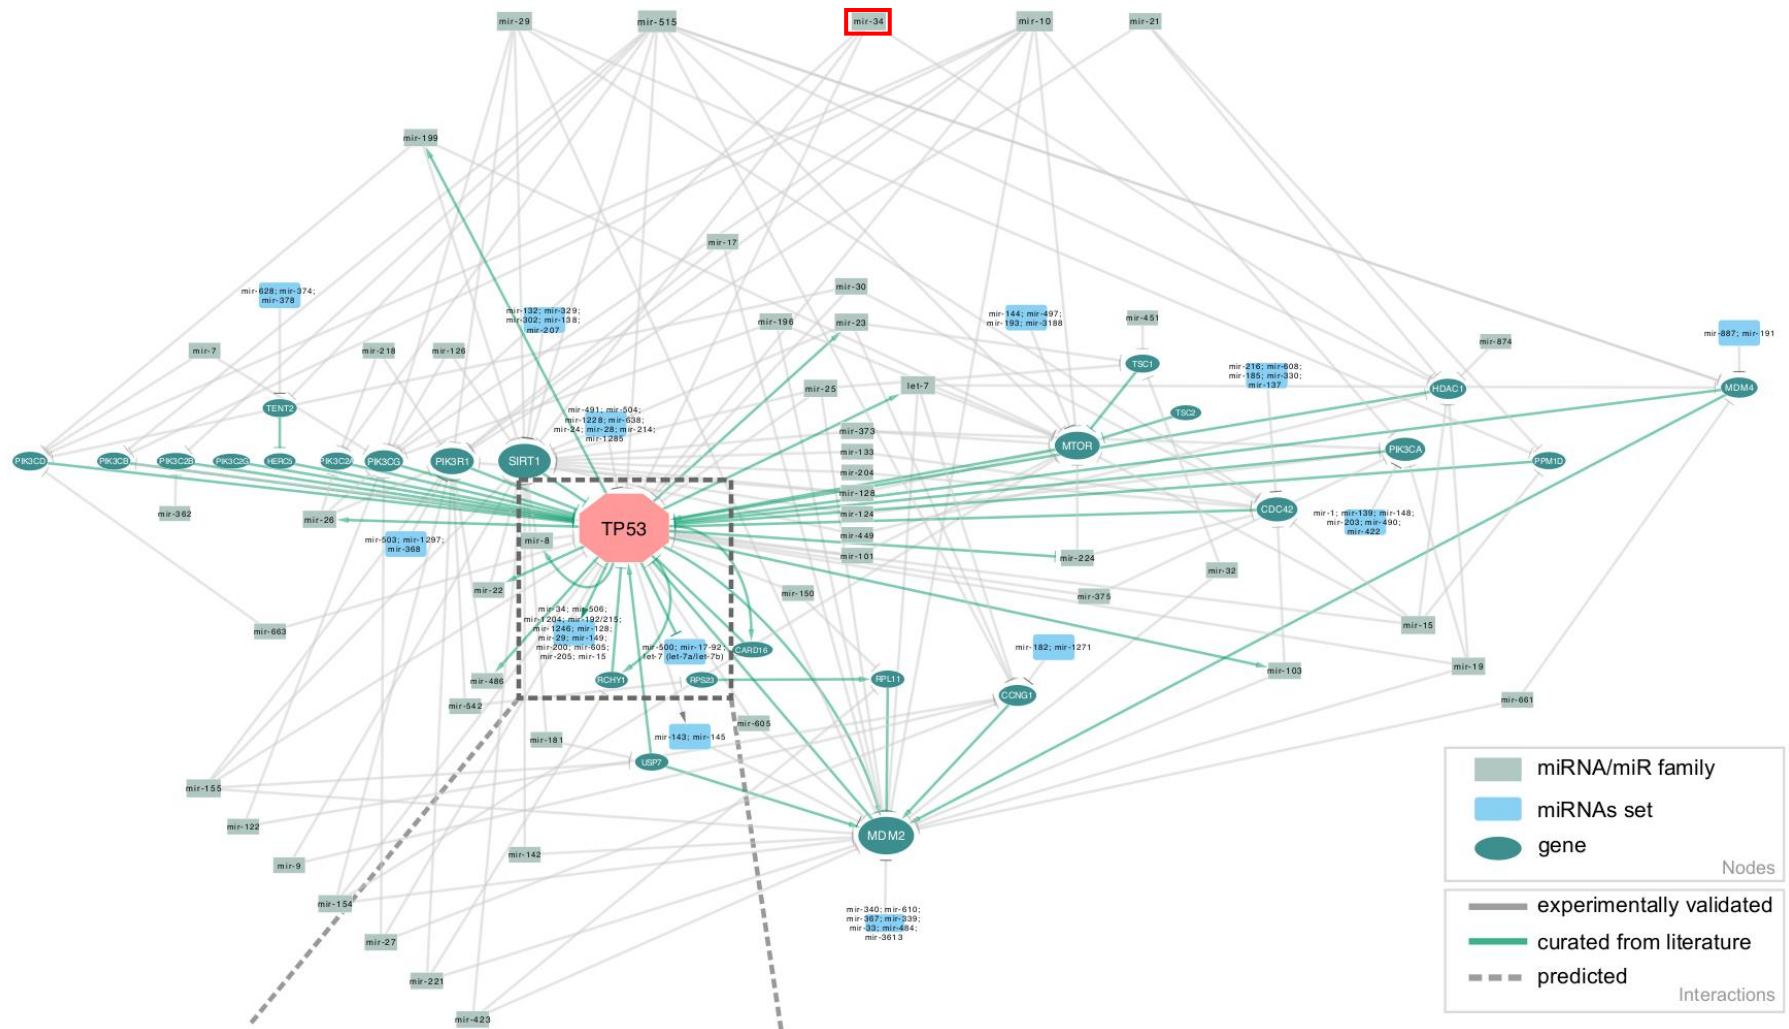 mir-29
mir-515
mir-34
mir-10
mir-21
mir-199
mir-17
mir-628; mir-374;
mir-378
mir-132; mir-329;
mir-302; mir-138;
mir-207
mir-30
mir-196
mir-23
mir-144; mir-497;
mir-193; mir-3188
mir-451
mir-887; mir-191
mir-874
mir-7
mir-218
mir-126
TSC1
mir-216; mir-608;
mir-185; mir-330;
mir-137
mir-25
let-7
HDAC1
MDM4
TENT2
mir-491; mir-504;
mir-1228; mir-638;
mir-24; mir-28; mir-214;
mir-1285
TSC2
mir-373
MTOR
mir-133
PIK3CA
PIK3CD
PIK3CB
PIK3C2B
PIK3C2G
HERC5
PIK3C2A
PIK3CG
PIK3R1
SIRT1
PPM1D
mir-204
mir-128
mir-362
mir-26
TP53
mir-124
CDC42
mir-1; mir-139; mir-148;
mir-203; mir-490;
mir-422
mir-503; mir-1297;
mir-368
mir-8
mir-449
mir-101
mir-224
mir-32
mir-22
mir-150
mir-375
mir-34; mir-506;
mir-1204; mir-192/215;
mir-1246; mir-128;
mir-29; mir-149;
mir-200; mir-605;
mir-205; mir-15
mir-663
mir-15
mir-500; mir-17-92;
let-7 (let-7a/let-7b)
CARD16
mir-182; mir-1271
mir-486
RCHY1
RPS23
RPL11
mir-103
mir-19
CCNG1
mir-542
mir-661
mir-605
mir-181
mir-143; mir-145
USP7
mir-155
mir-122
MDM2
mir-142
mir-9
mir-154
mir-340; mir-610;
mir-367; mir-339;
mir-33; mir-484;
mir-3613
mir-27
mir-221
mir-423
miRNA/miR family
miRNAs set
gene
Nodes
experimentally validated
curated from literature
predicted
Interactions